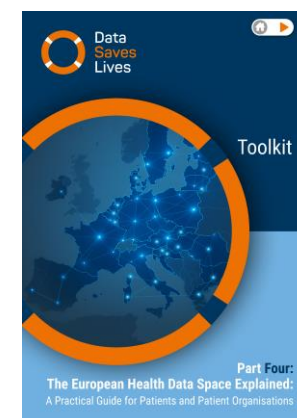 Data
Saves
Lives
Toolkit
Part Four:
The European Health Data Space Explained:
A Practical Guide for Patients and Patient Organisations